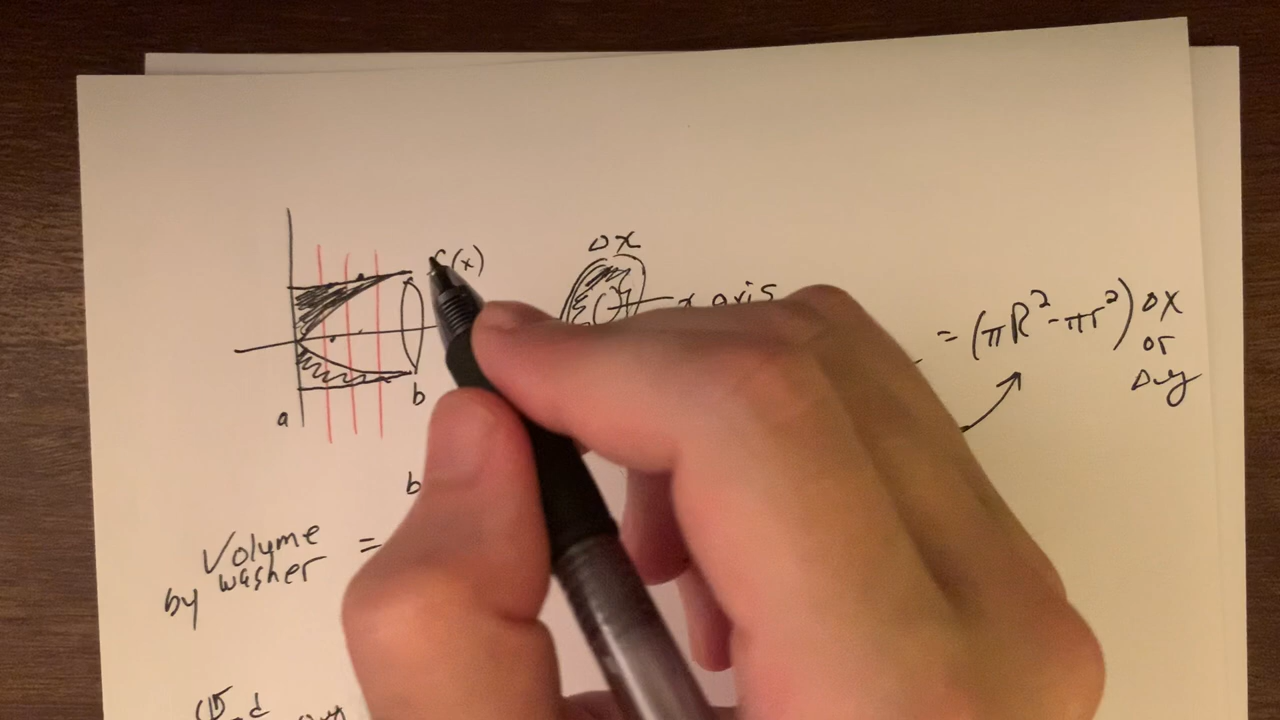 Δx
(x)
x axis
= (πR²-πr²) Δx
or
Δy
a
b
b
Volume =
by washer